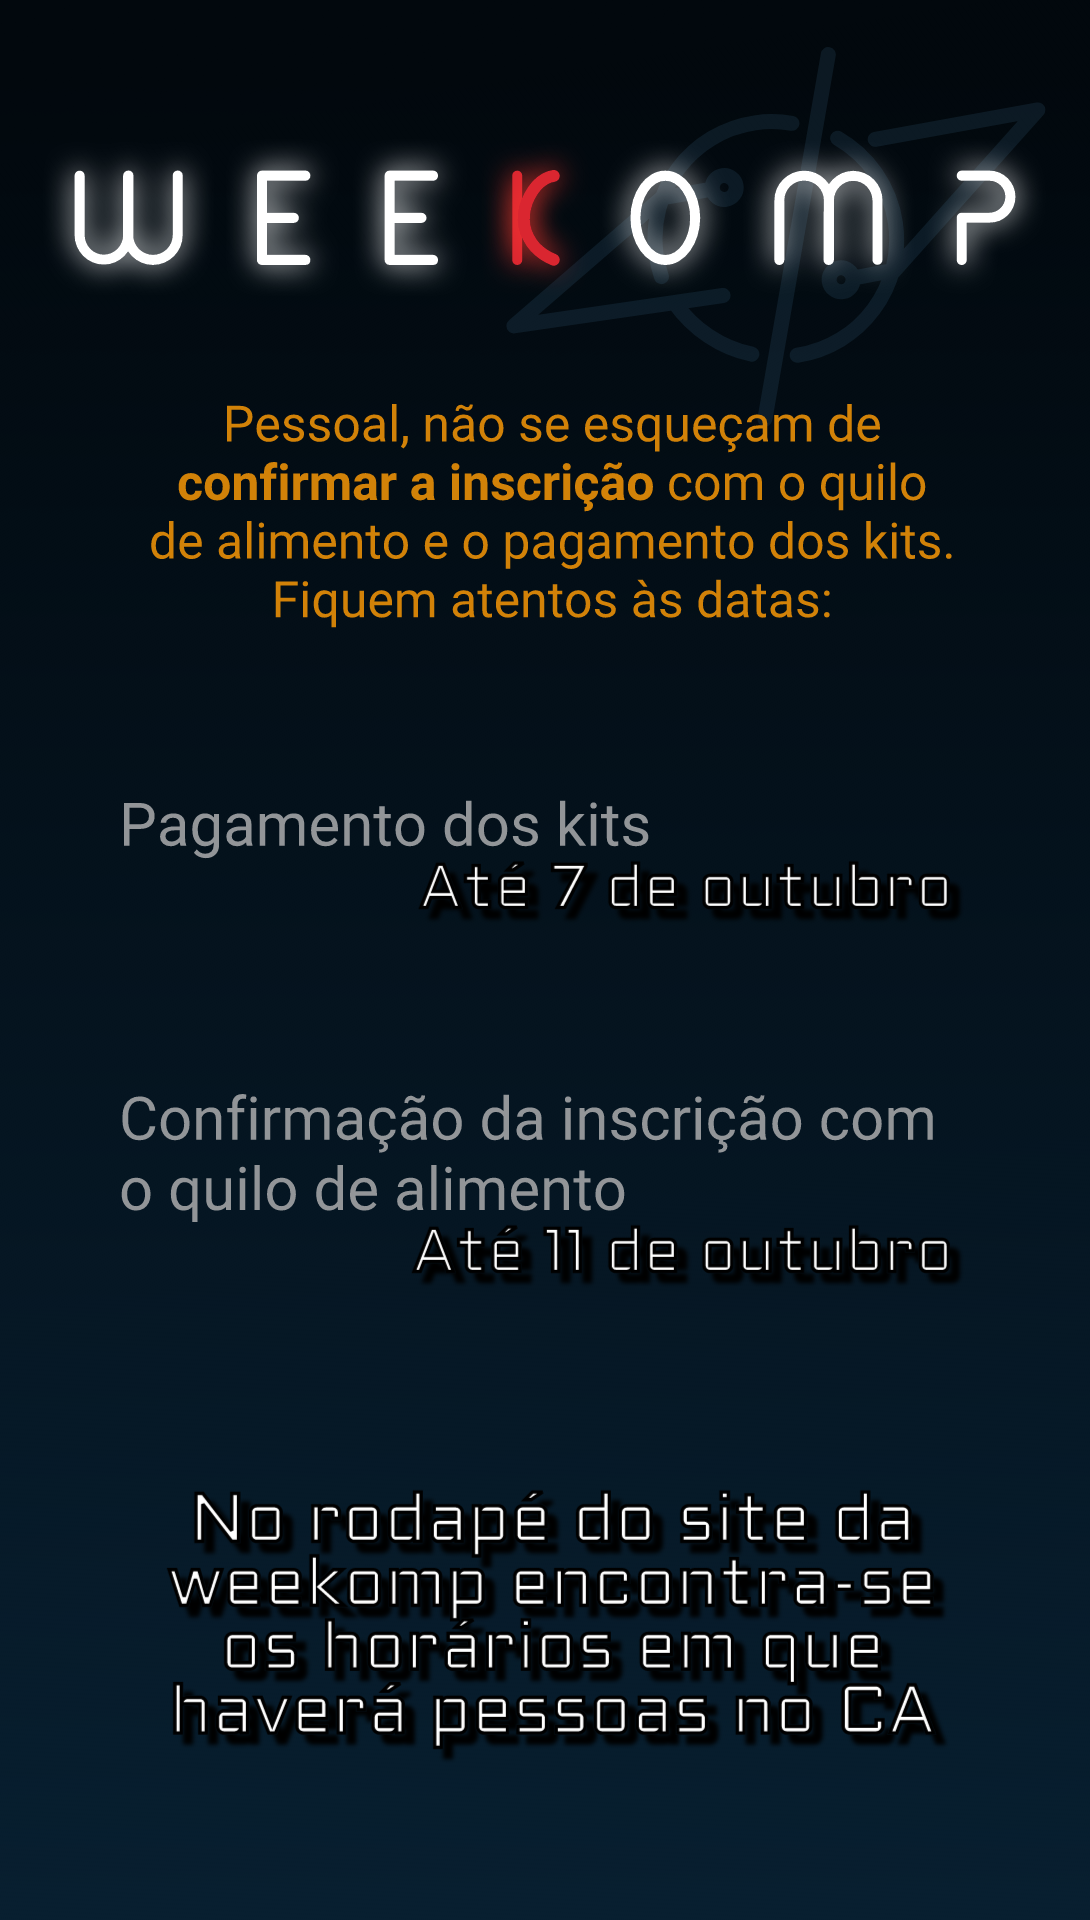 WEEKOMP
Pessoal, não se esqueçam de
confirmar a inscrição com o quilo
de alimento e o pagamento dos kits.
Fiquem atentos às datas:
Pagamento dos kits
Até 7 de outubro
Confirmação da inscrição com
o quilo de alimento
Até 11 de outubro
No rodapé do site da
weekomp encontra-se
os horários em que
haverá pessoas no CA